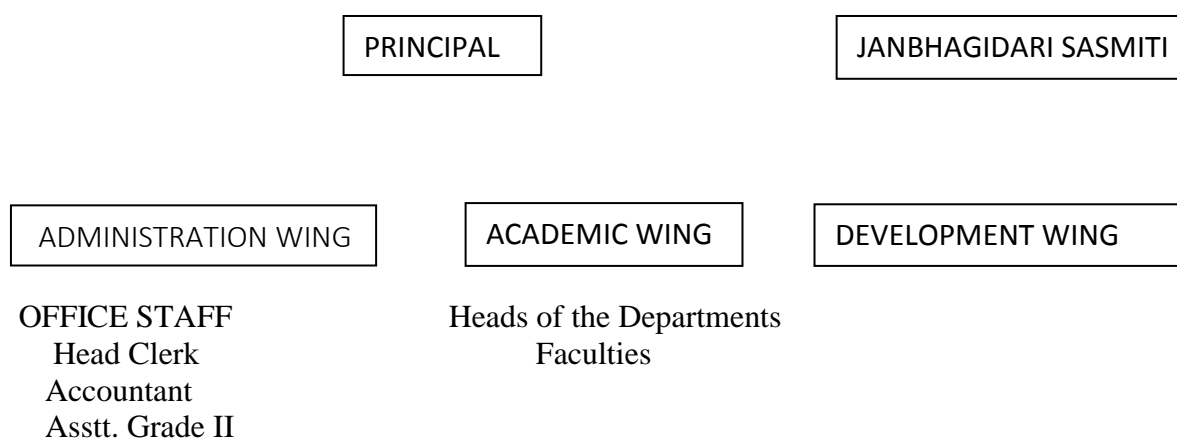 PRINCIPAL
JANBHAGIDARI SASMITI
ADMINISTRATION WING
ACADEMIC WING
DEVELOPMENT WING
OFFICE STAFF
Heads of the Departments
Head Clerk
Faculties
Accountant
Asstt. Grade II